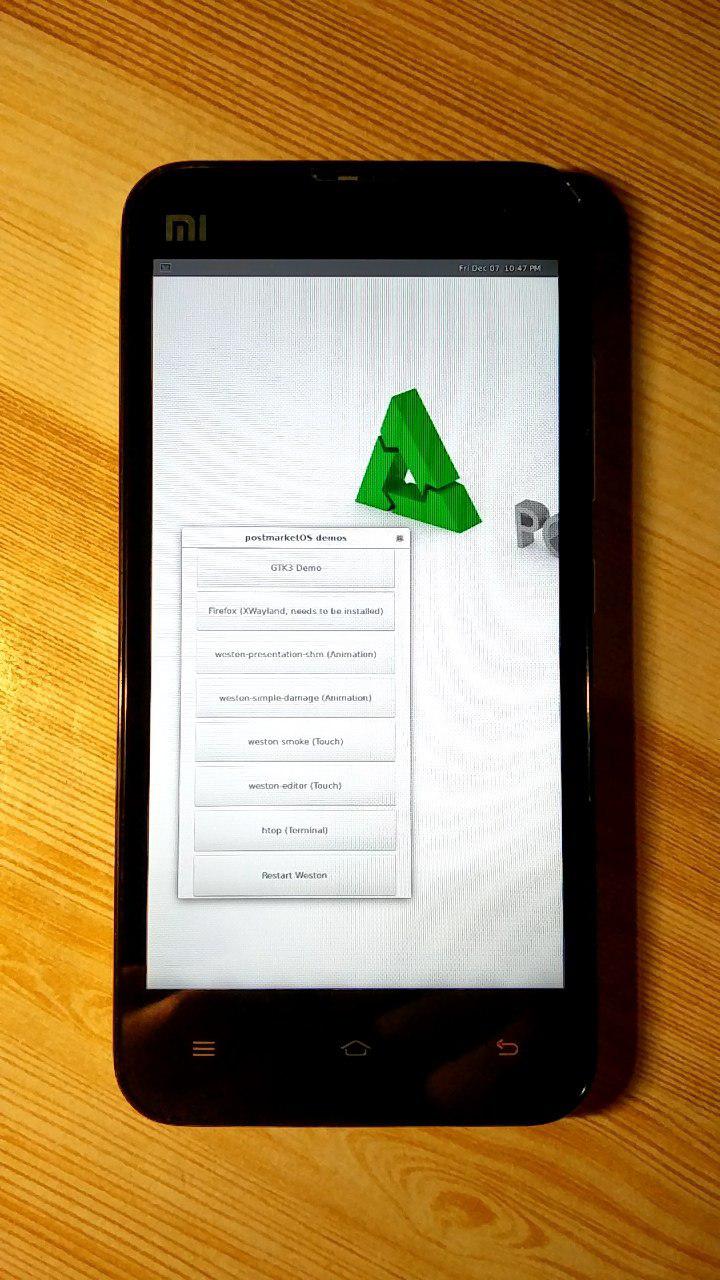 MI
Fri Dec 07, 10:47 PM
postmarketOS demos
GTK3 Demo
Firefox (XWayland, needs to be installed)
weston-presentation-shm (Animation)
weston-simple-damage (Animation)
weston smoke (Touch)
weston-editor (Touch)
htop (Terminal)
Restart Weston